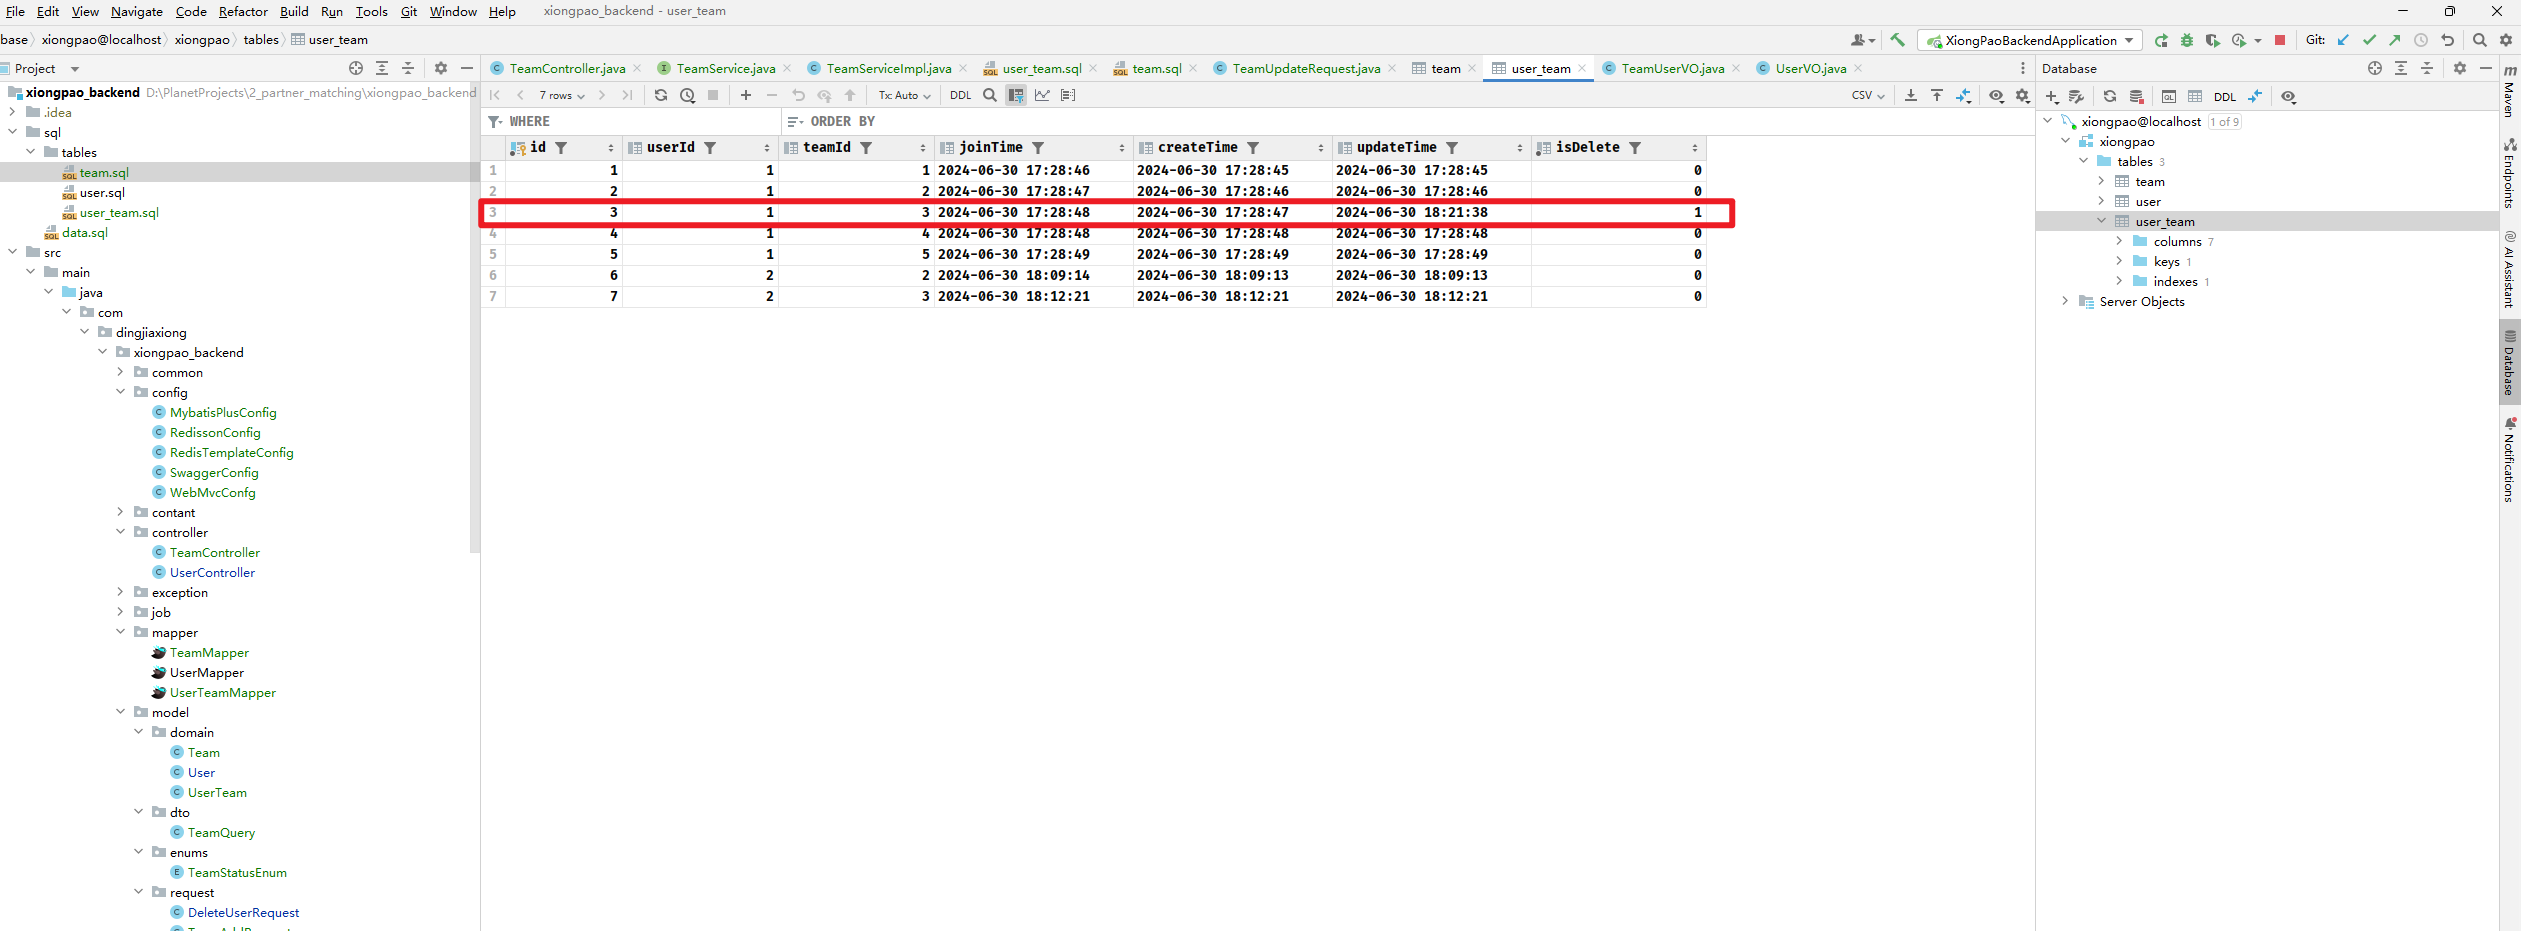 File Edit View Navigate Code Refactor Build Run Tools Git Window Help xiongpao_backend - user_team
base xiongpao@localhost xiongpao tables user_team XiongPaoBackendApplication Git:
Project TeamController.java TeamService.java TeamServiceImpl.java user_team.sql team.sql TeamUpdateRequest.java team user_team TeamUserVO.java UserVO.java Database
7 rows Tx: Auto DDL CSV DDL
WHERE ORDER BY
id userId teamId joinTime createTime updateTime isDelete
1 1 1 1 2024-06-30 17:28:46 2024-06-30 17:28:45 2024-06-30 17:28:45 0
2 2 1 2 2024-06-30 17:28:47 2024-06-30 17:28:46 2024-06-30 17:28:46 0
3 3 1 3 2024-06-30 17:28:48 2024-06-30 17:28:47 2024-06-30 18:21:38 1
4 4 1 4 2024-06-30 17:28:48 2024-06-30 17:28:48 2024-06-30 17:28:48 0
5 5 1 5 2024-06-30 17:28:49 2024-06-30 17:28:49 2024-06-30 17:28:49 0
6 6 2 2 2024-06-30 18:09:14 2024-06-30 18:09:13 2024-06-30 18:09:13 0
7 7 2 3 2024-06-30 18:12:21 2024-06-30 18:12:21 2024-06-30 18:12:21 0
xiongpao_backend D:\PlanetProjects\2_partner_matching\xiongpao_backend
.idea
sql
tables
team.sql
user.sql
user_team.sql
data.sql
src
main
java
com
dingjiaxiong
xiongpao_backend
common
config
MybatisPlusConfig
RedissonConfig
RedisTemplateConfig
SwaggerConfig
WebMvcConfg
contant
controller
TeamController
UserController
exception
job
mapper
TeamMapper
UserMapper
UserTeamMapper
model
domain
Team
User
UserTeam
dto
TeamQuery
enums
TeamStatusEnum
request
DeleteUserRequest
xiongpao@localhost 1 of 9
xiongpao
tables 3
team
user
user_team
columns 7
keys 1
indexes 1
Server Objects
Maven
Endpoints
AI Assistant
Database
Notifications